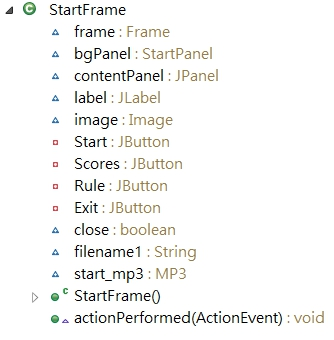 StartFrame
frame : Frame
bgPanel : StartPanel
contentPanel : JPanel
label : JLabel
image : Image
Start : JButton
Scores : JButton
Rule : JButton
Exit : JButton
close : boolean
filename1 : String
start_mp3 : MP3
StartFrame()
actionPerformed(ActionEvent) : void